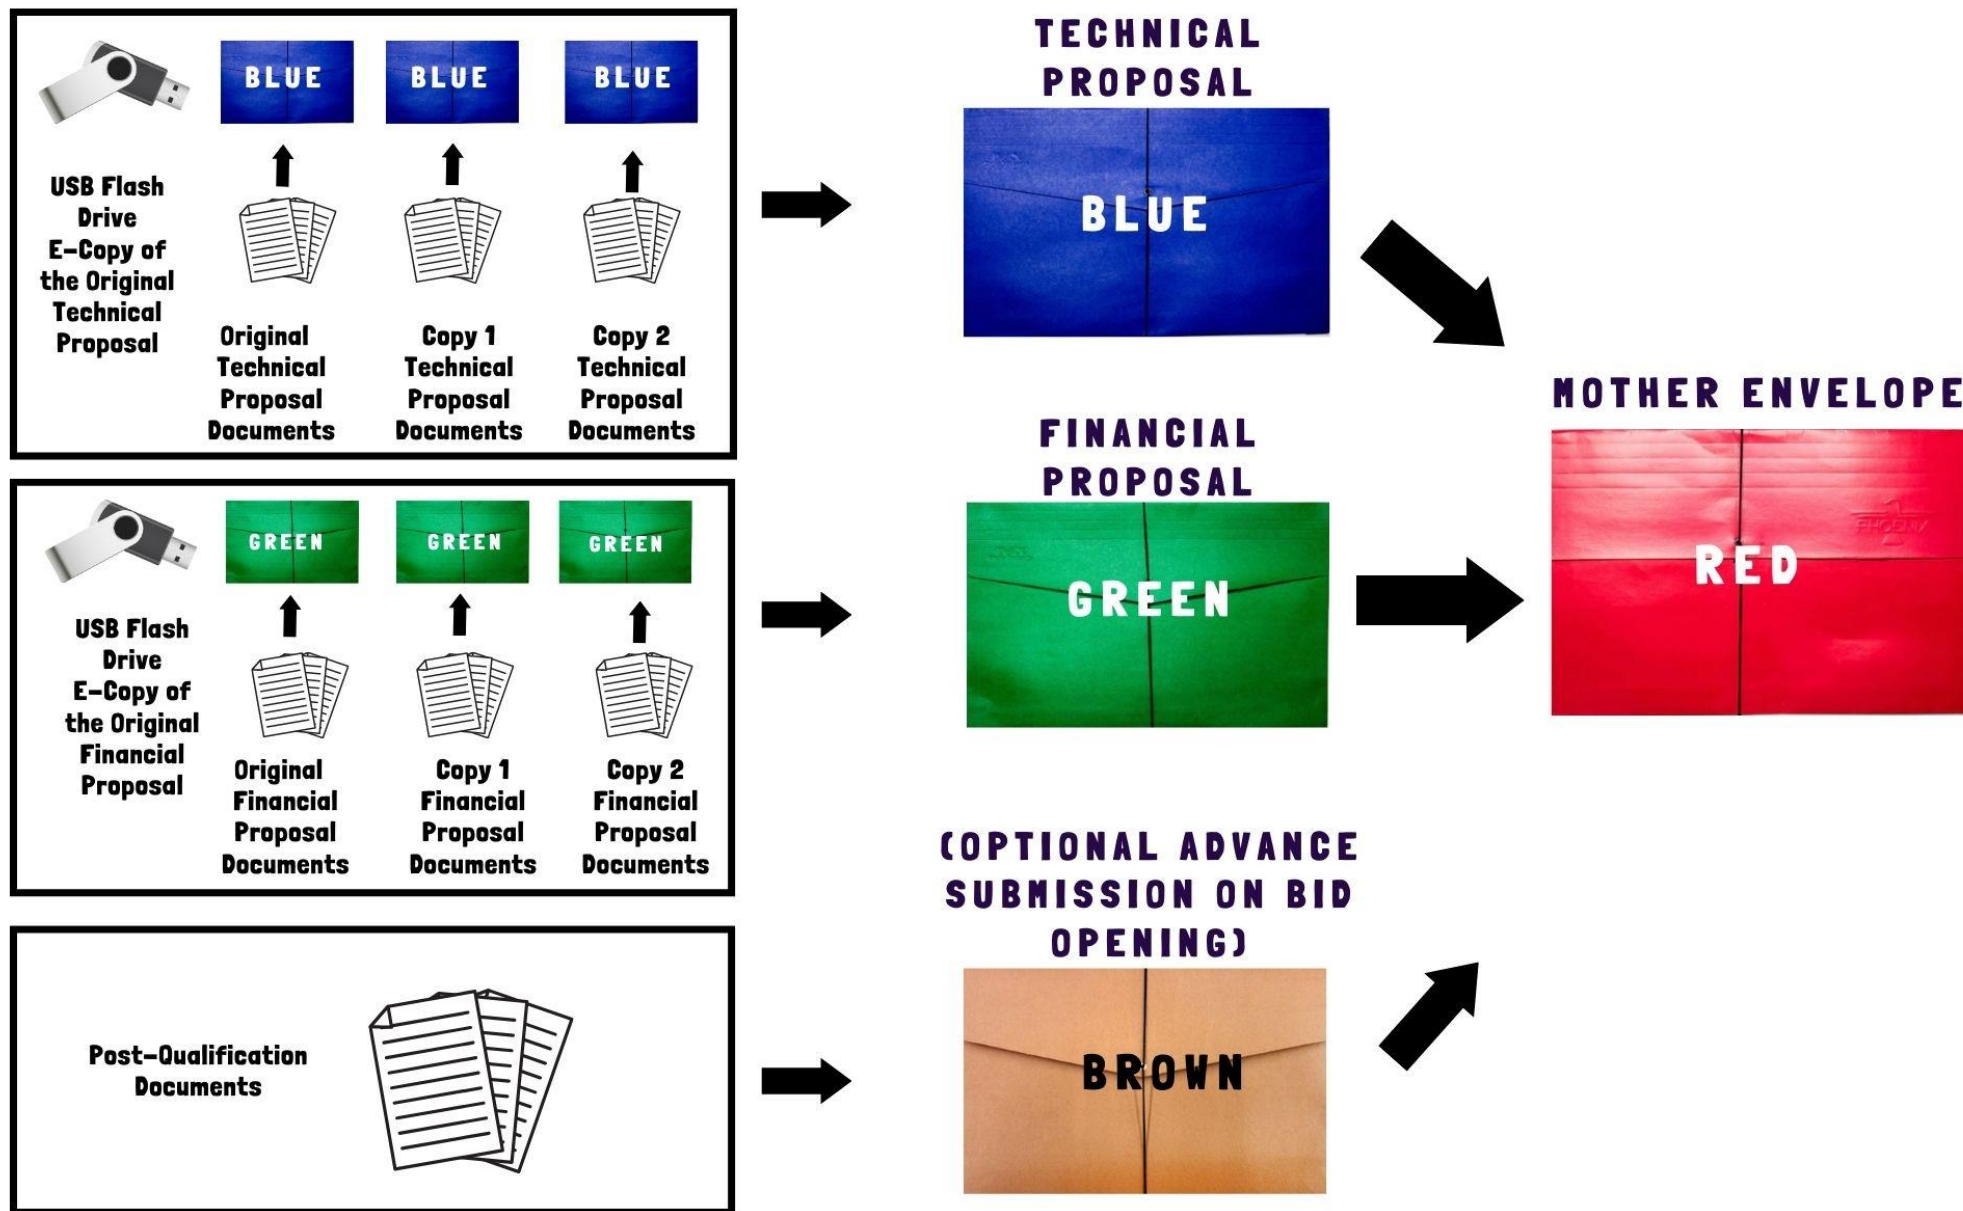 BLUE
BLUE
BLUE
USB Flash
Drive
E-Copy of
the Original
Technical
Proposal
Original
Technical
Proposal
Documents
Copy 1
Technical
Proposal
Documents
Copy 2
Technical
Proposal
Documents
TECHNICAL
PROPOSAL
BLUE
GREEN
GREEN
GREEN
USB Flash
Drive
E-Copy of
the Original
Financial
Proposal
Original
Financial
Proposal
Documents
Copy 1
Financial
Proposal
Documents
Copy 2
Financial
Proposal
Documents
FINANCIAL
PROPOSAL
GREEN
MOTHER ENVELOPE
PHOENIX
RED
Post-Qualification
Documents
(OPTIONAL ADVANCE
SUBMISSION ON BID
OPENING)
BROWN